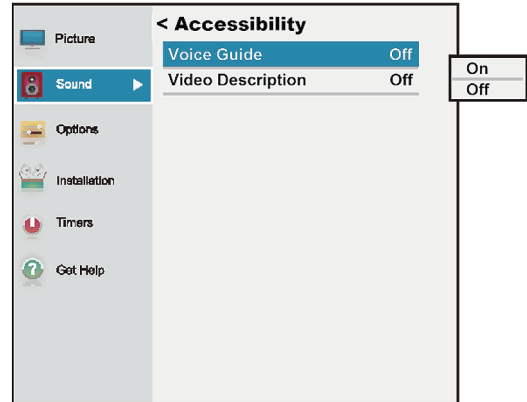 < Accessibility
Picture
Sound
Options
Installation
Timers
Get Help
Voice Guide Off
Video Description Off
On
Off